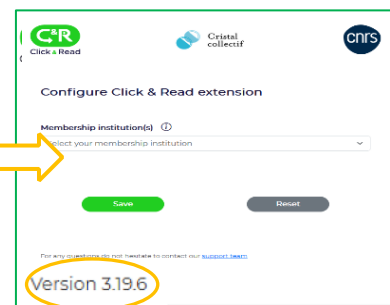 C&R
Click & Read
Cristal
collectif
cnrs
Configure Click & Read extension
Membership institution(s) i
Select your membership institution
Save
Reset
For any questions do not hesitate to contact our support team
Version 3.19.6